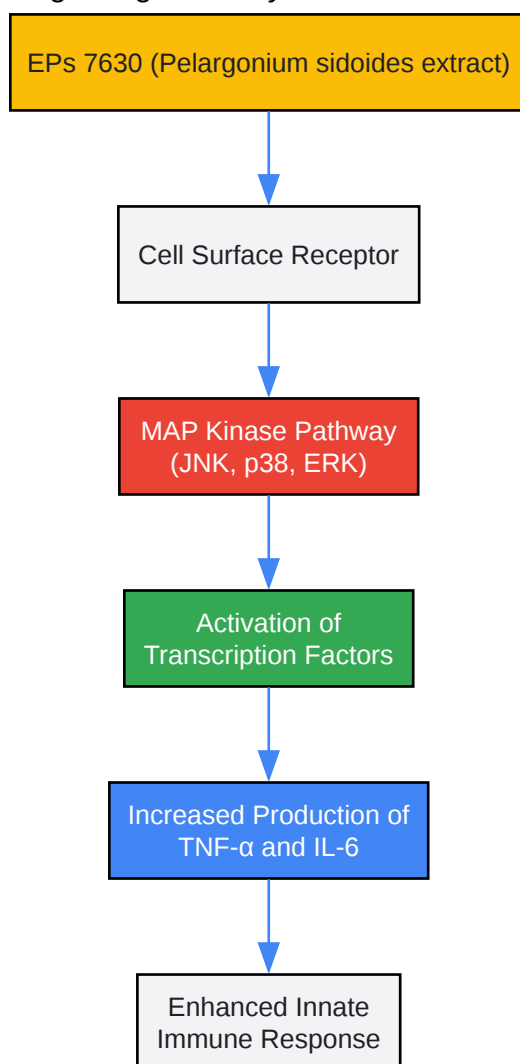 EPs 7630 (Pelargonium sidoides extract)
Cell Surface Receptor
MAP Kinase Pathway
(JNK, p38, ERK)
Activation of
Transcription Factors
Increased Production of
TNF-α and IL-6
Enhanced Innate
Immune Response